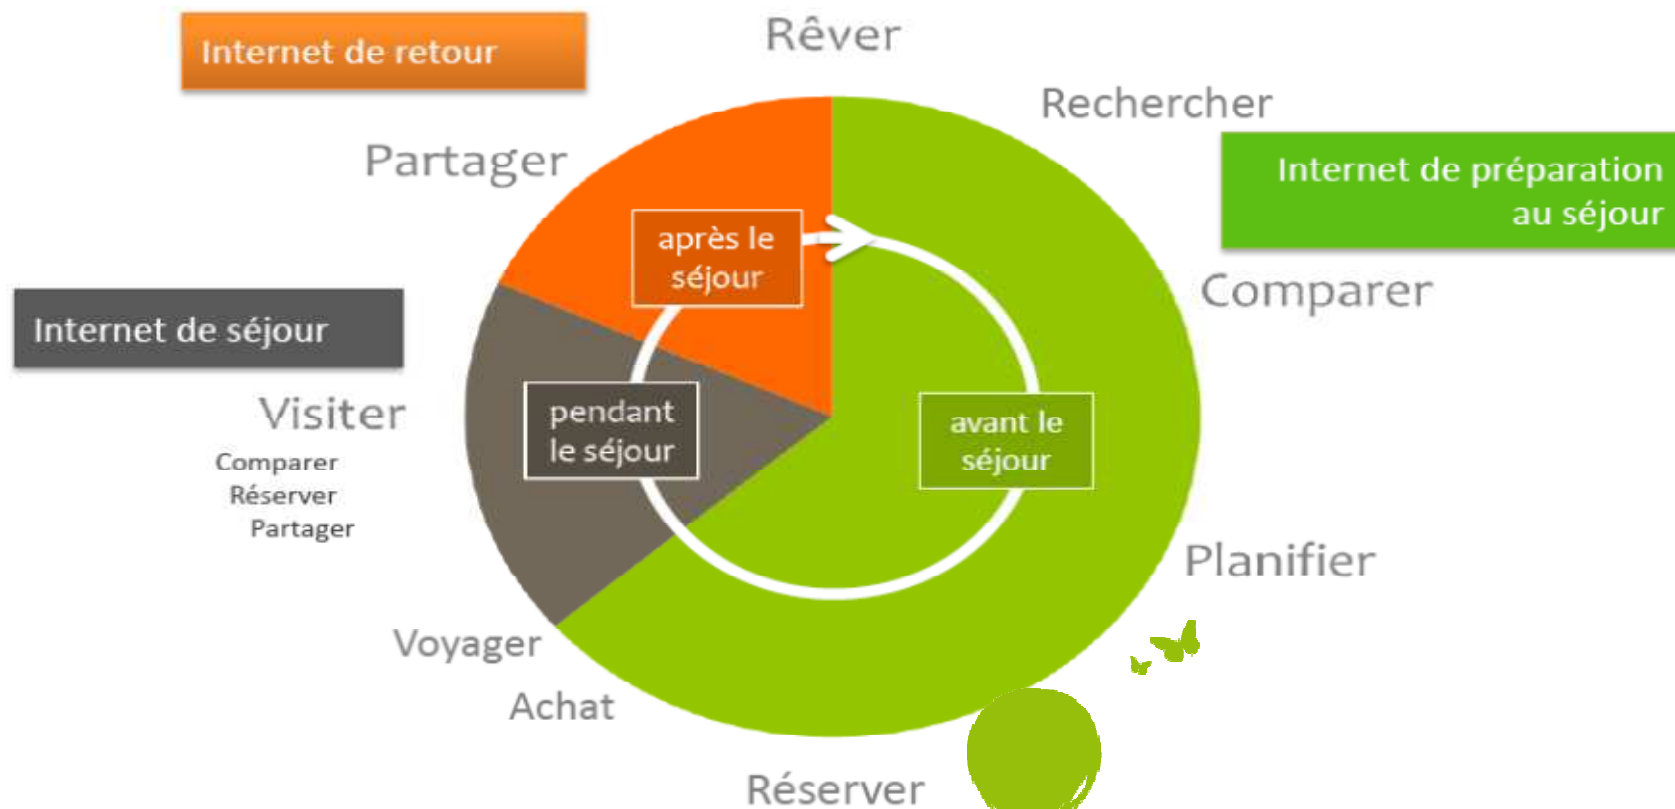 Rêver
Internet de retour
Rechercher
Partager
Internet de préparation
au séjour
après le
séjour
Comparer
Internet de séjour
Visiter
Comparer
Réserver
Partager
pendant
le séjour
avant le
séjour
Planifier
Voyager
Achat
Réserver